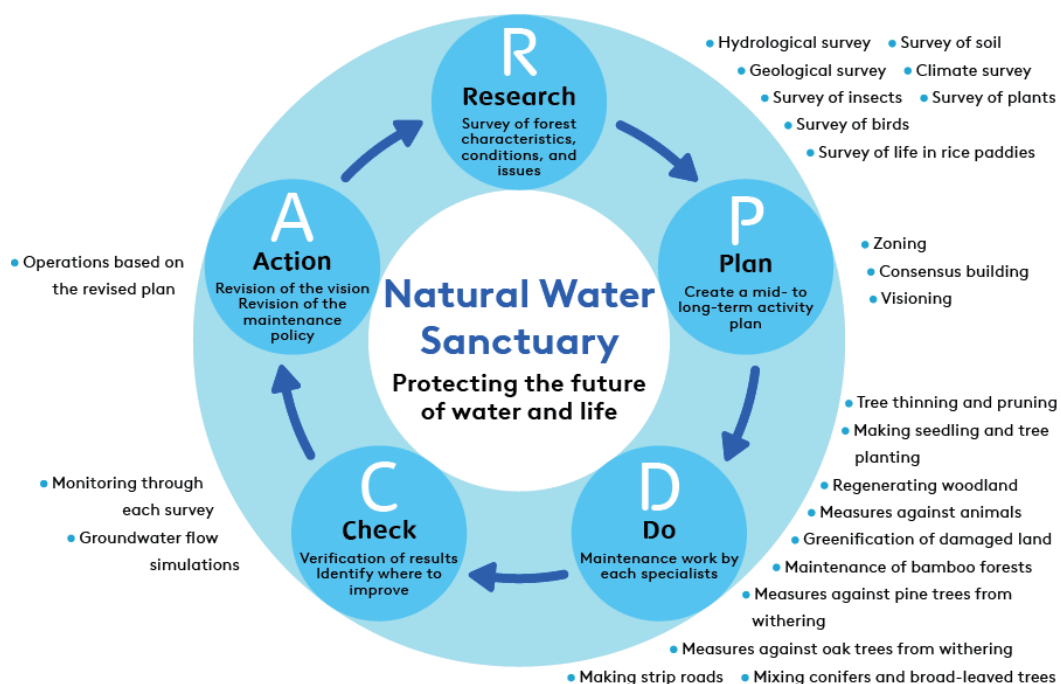 R
Research
Survey of forest
characteristics,
conditions, and
issues
• Hydrological survey • Survey of soil
• Geological survey • Climate survey
• Survey of insects • Survey of plants
• Survey of birds
• Survey of life in rice paddies
P
Plan
Create a mid- to
long-term activity
plan
• Zoning
• Consensus building
• Visioning
D
Do
Maintenance work by
each specialists
• Tree thinning and pruning
• Making seedling and tree
planting
• Regenerating woodland
• Measures against animals
• Greenification of damaged land
• Maintenance of bamboo forests
• Measures against pine trees from
withering
• Measures against oak trees from withering
• Making strip roads • Mixing conifers and broad-leaved trees
C
Check
Verification of results
Identify where to
improve
• Monitoring through
each survey
• Groundwater flow
simulations
A
Action
Revision of the vision
Revision of the
maintenance
policy
• Operations based on
the revised plan
Natural Water
Sanctuary
Protecting the future
of water and life